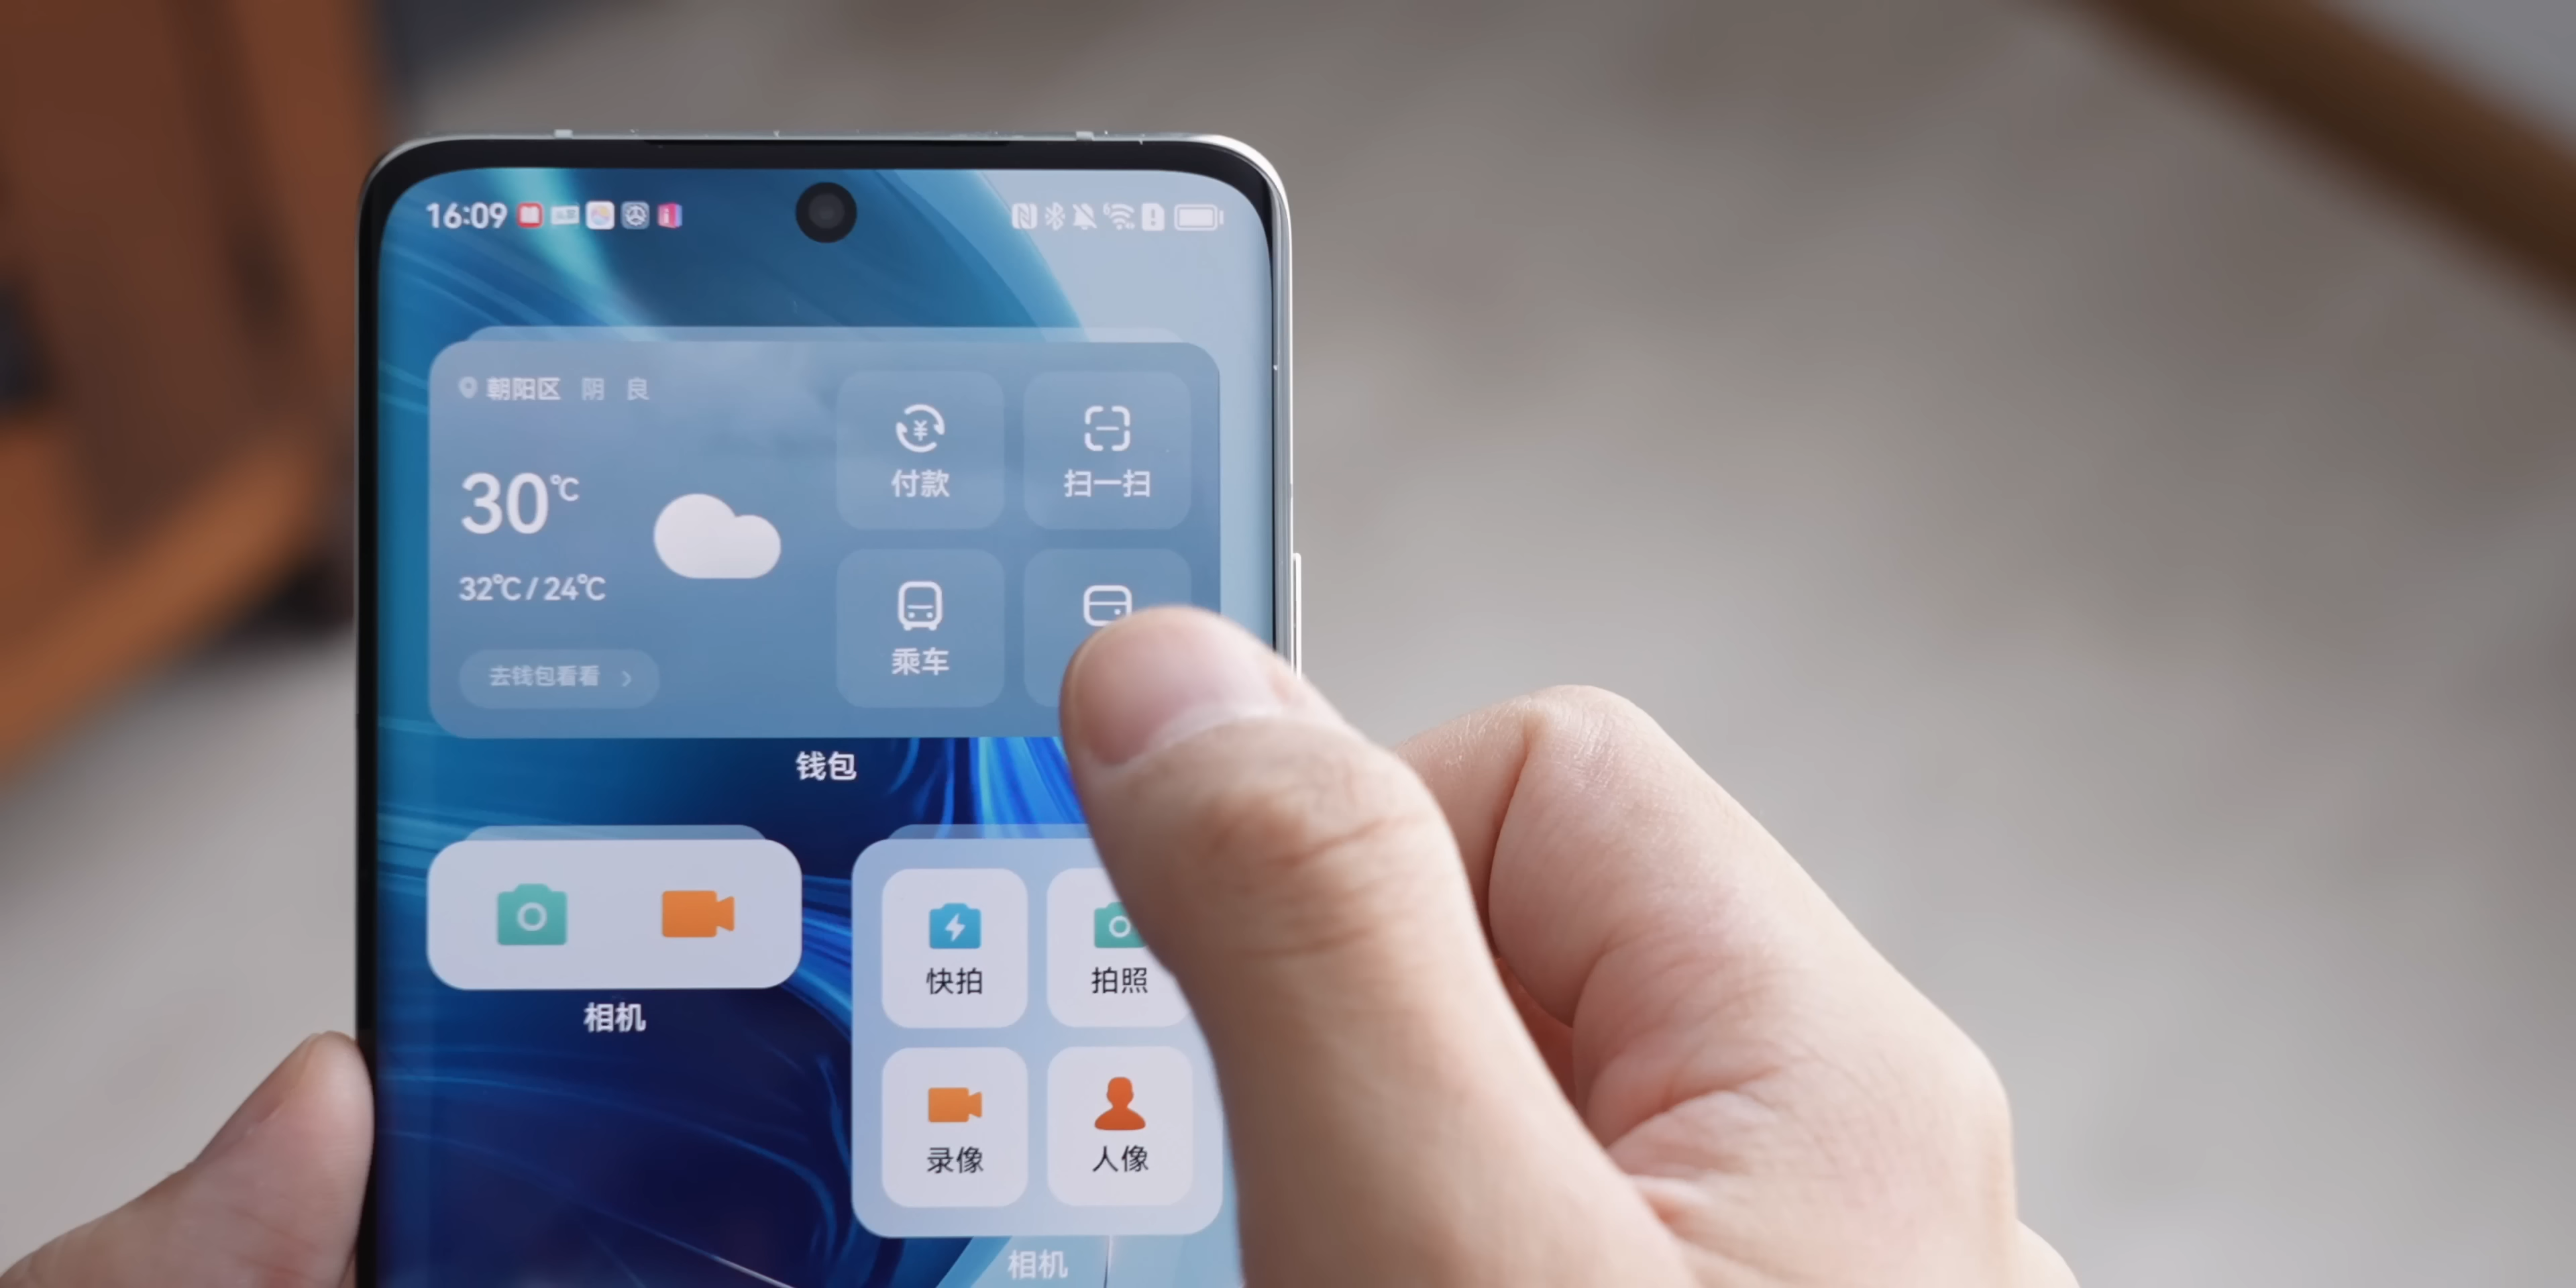 16:09
朝阳区 阴 良
30℃
32℃ / 24℃
去钱包看看 ›
付款
扫一扫
乘车
钱包
相机
快拍
拍照
录像
人像
相机